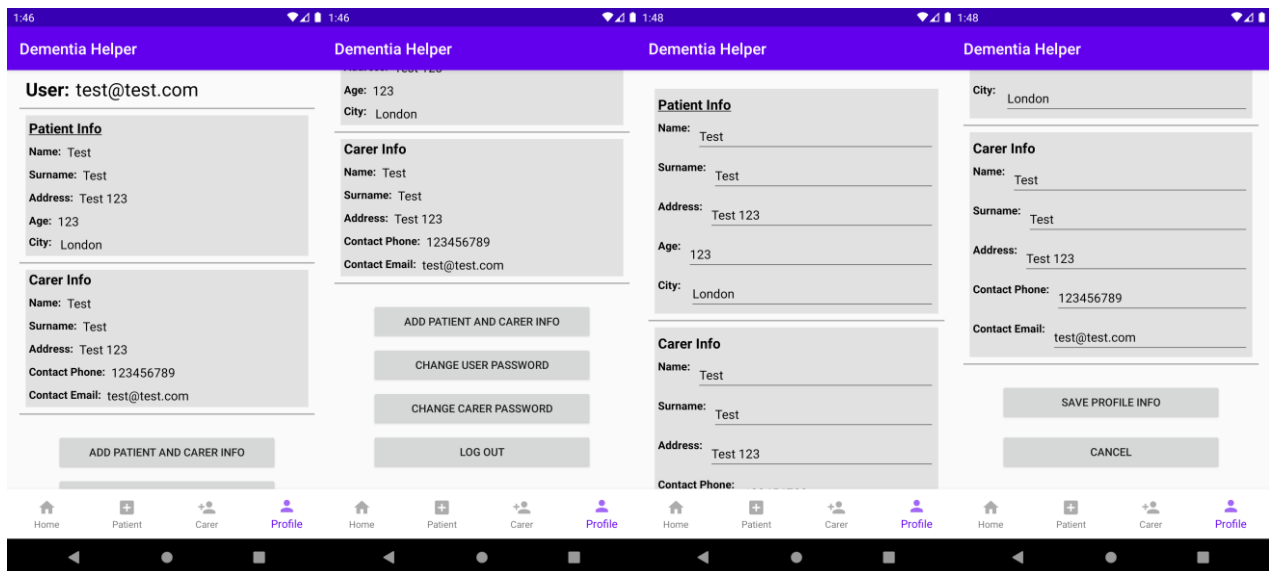 1:46
Dementia Helper
User: test@test.com
Patient Info
Name: Test
Surname: Test
Address: Test 123
Age: 123
City: London
Carer Info
Name: Test
Surname: Test
Address: Test 123
Contact Phone: 123456789
Contact Email: test@test.com
ADD PATIENT AND CARER INFO
Home Patient Carer Profile
1:46
Dementia Helper
Age: 123
City: London
Carer Info
Name: Test
Surname: Test
Address: Test 123
Contact Phone: 123456789
Contact Email: test@test.com
ADD PATIENT AND CARER INFO
CHANGE USER PASSWORD
CHANGE CARER PASSWORD
LOG OUT
Home Patient Carer Profile
1:48
Dementia Helper
Patient Info
Name: Test
Surname: Test
Address: Test 123
Age: 123
City: London
Carer Info
Name: Test
Surname: Test
Address: Test 123
Contact Phone:
Home Patient Carer Profile
1:48
Dementia Helper
City: London
Carer Info
Name: Test
Surname: Test
Address: Test 123
Contact Phone: 123456789
Contact Email: test@test.com
SAVE PROFILE INFO
CANCEL
Home Patient Carer Profile